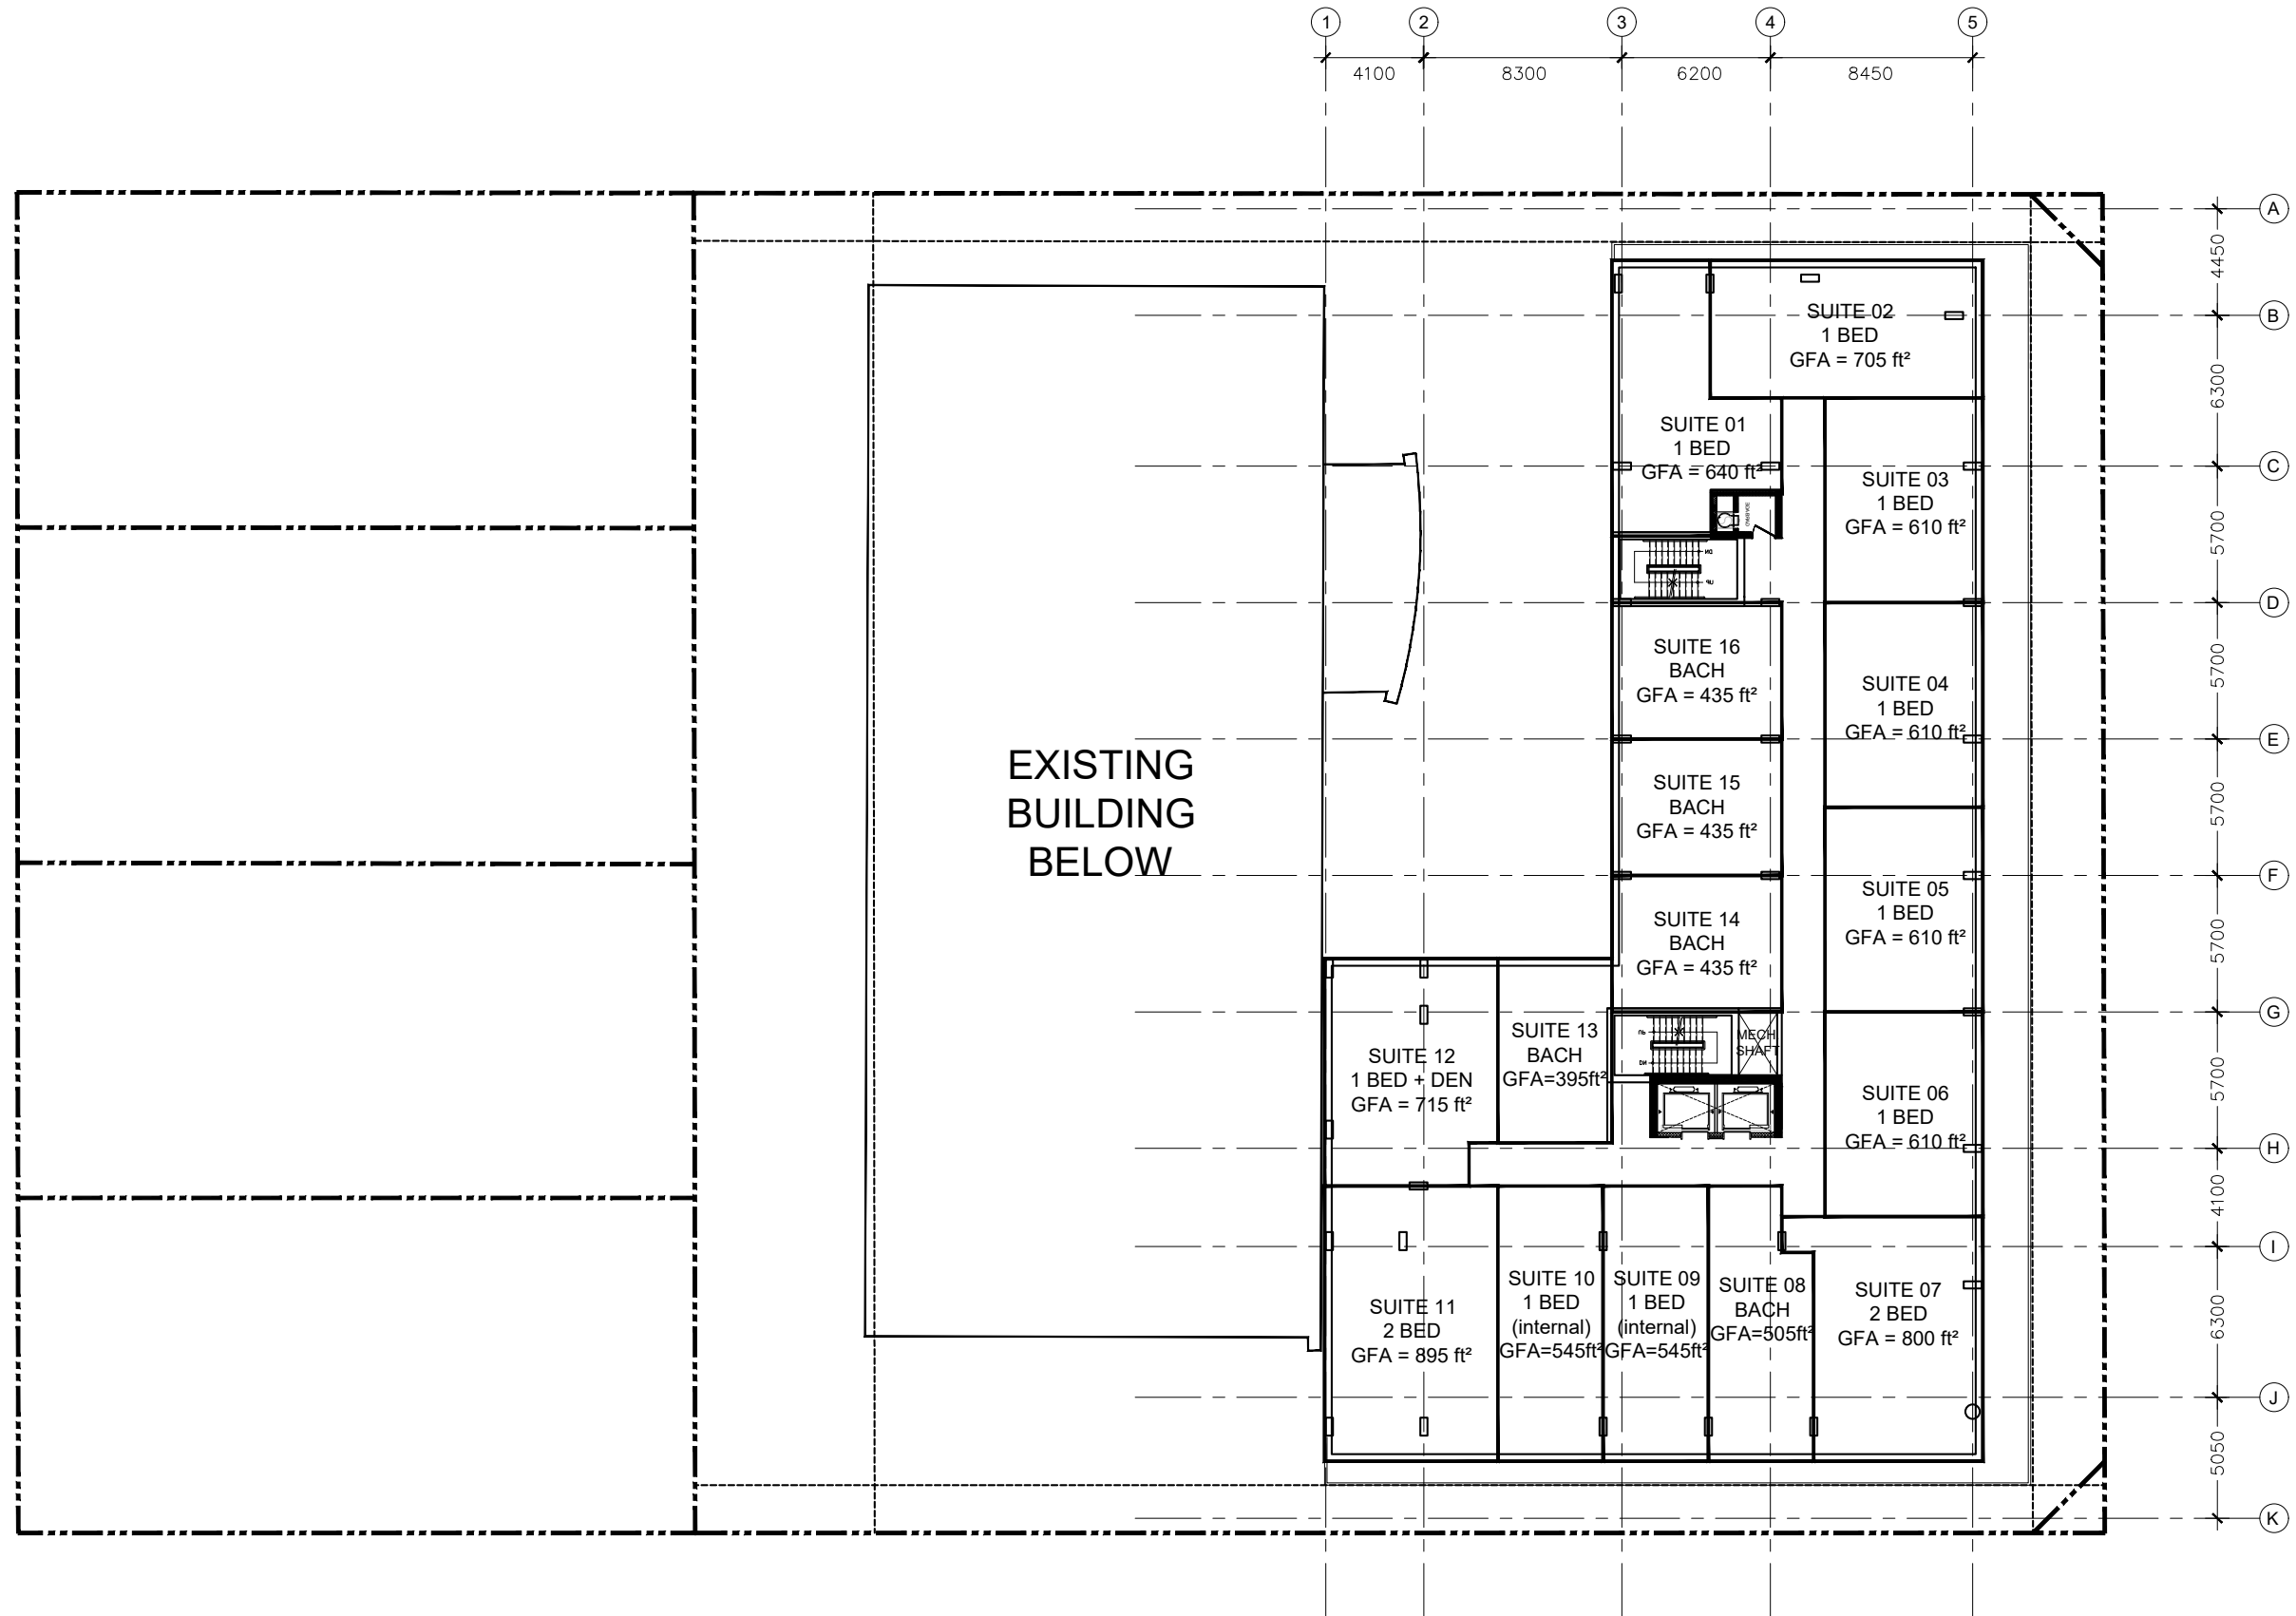 1
2
3
4
5
4100
8300
6200
8450
A
4450
B
6300
C
5700
D
5700
E
5700
F
5700
G
5700
H
4100
I
6300
J
5050
K
SUITE 02
1 BED
GFA = 705 ft²
SUITE 01
1 BED
GFA = 640 ft²
SUITE 03
1 BED
GFA = 610 ft²
GARBAGE
DN
UP
SUITE 16
BACH
GFA = 435 ft²
SUITE 04
1 BED
GFA = 610 ft²
EXISTING
BUILDING
BELOW
SUITE 15
BACH
GFA = 435 ft²
SUITE 05
1 BED
GFA = 610 ft²
SUITE 14
BACH
GFA = 435 ft²
SUITE 12
1 BED + DEN
GFA = 715 ft²
SUITE 13
BACH
GFA=395ft²
UP
DN
MECH
SHAFT
SUITE 06
1 BED
GFA = 610 ft²
SUITE 11
2 BED
GFA = 895 ft²
SUITE 10
1 BED
(internal)
GFA=545ft²
SUITE 09
1 BED
(internal)
GFA=545ft²
SUITE 08
BACH
GFA=505ft²
SUITE 07
2 BED
GFA = 800 ft²